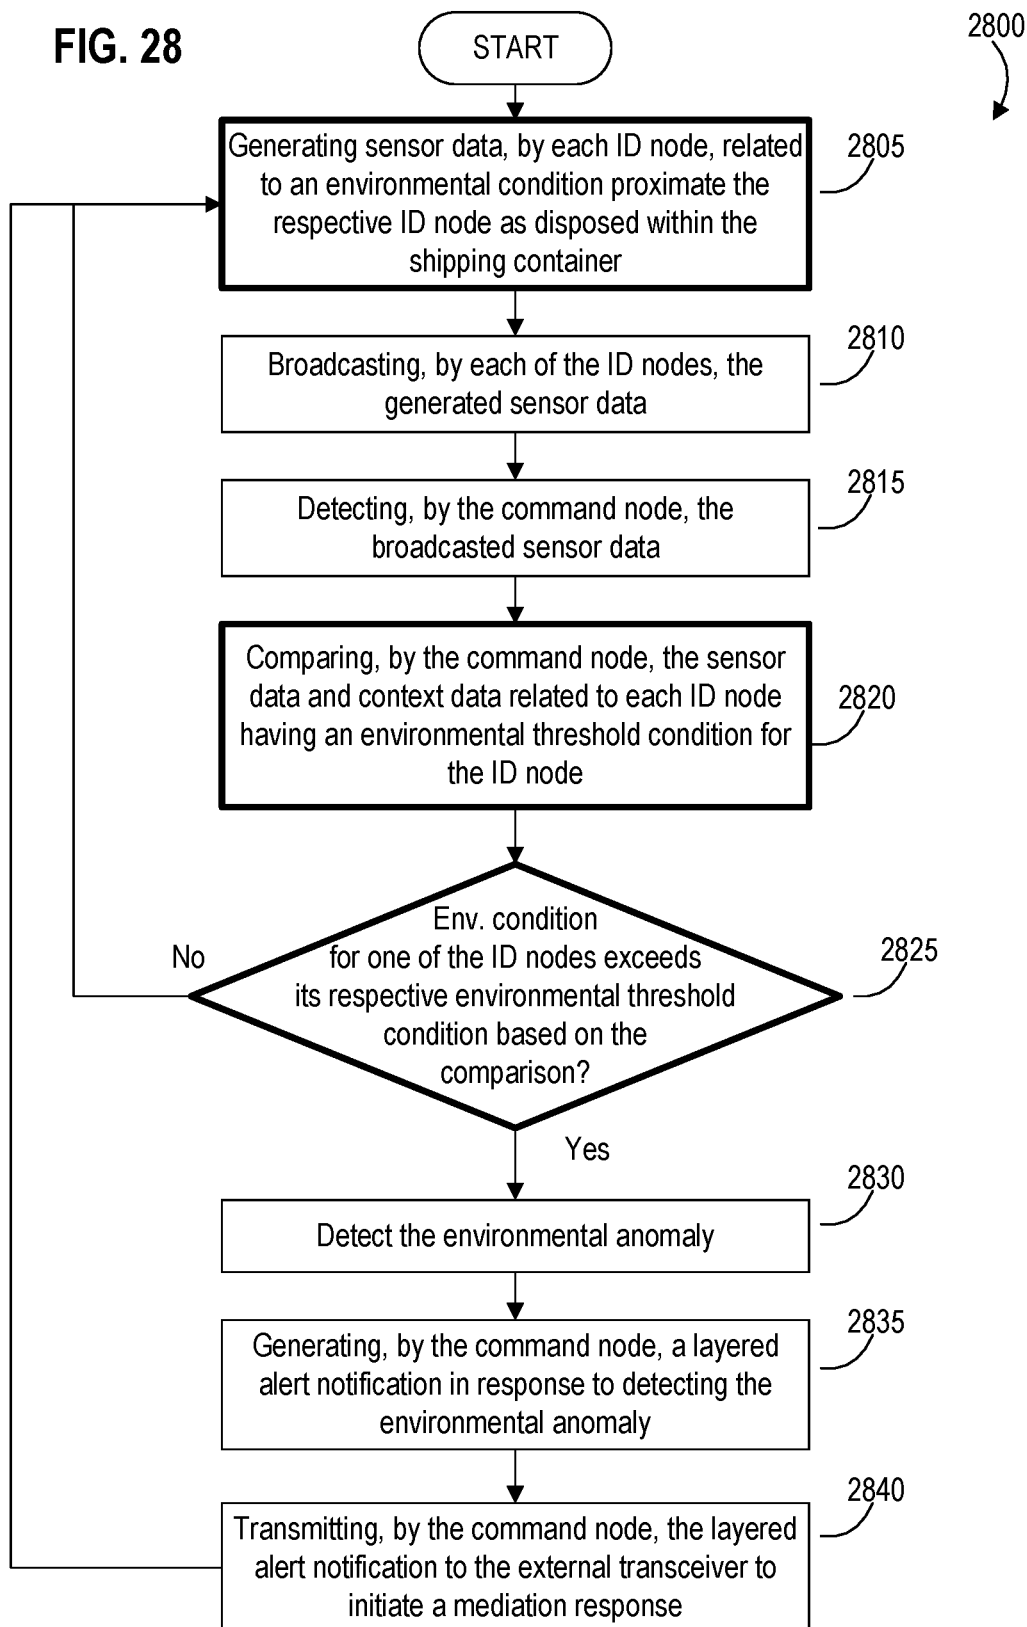 FIG. 28
START
2800
Generating sensor data, by each ID node, related
to an environmental condition proximate the
respective ID node as disposed within the
shipping container
2805
Broadcasting, by each of the ID nodes, the
generated sensor data
2810
Detecting, by the command node, the
broadcasted sensor data
2815
Comparing, by the command node, the sensor
data and context data related to each ID node
having an environmental threshold condition for
the ID node
2820
Env. condition
for one of the ID nodes exceeds
its respective environmental threshold
condition based on the
comparison?
No
2825
Yes
Detect the environmental anomaly
2830
Generating, by the command node, a layered
alert notification in response to detecting the
environmental anomaly
2835
Transmitting, by the command node, the layered
alert notification to the external transceiver to
initiate a mediation response
2840